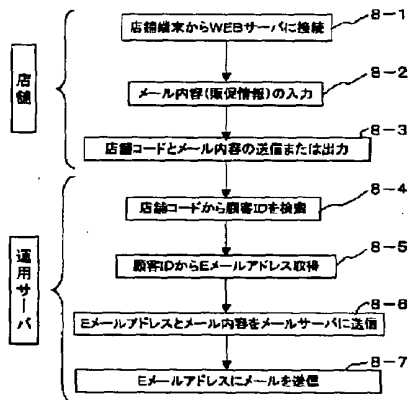 店舗
店舗端末からWEBサーバに接続
8-1
メール内容(販促情報)の入力
8-2
店舗コードとメール内容の送信または出力
8-3
運用サーバ
店舗コードから顧客IDを検索
8-4
顧客IDからEメールアドレス取得
8-5
Eメールアドレスとメール内容をメールサーバに送信
8-6
Eメールアドレスにメールを送信
8-7